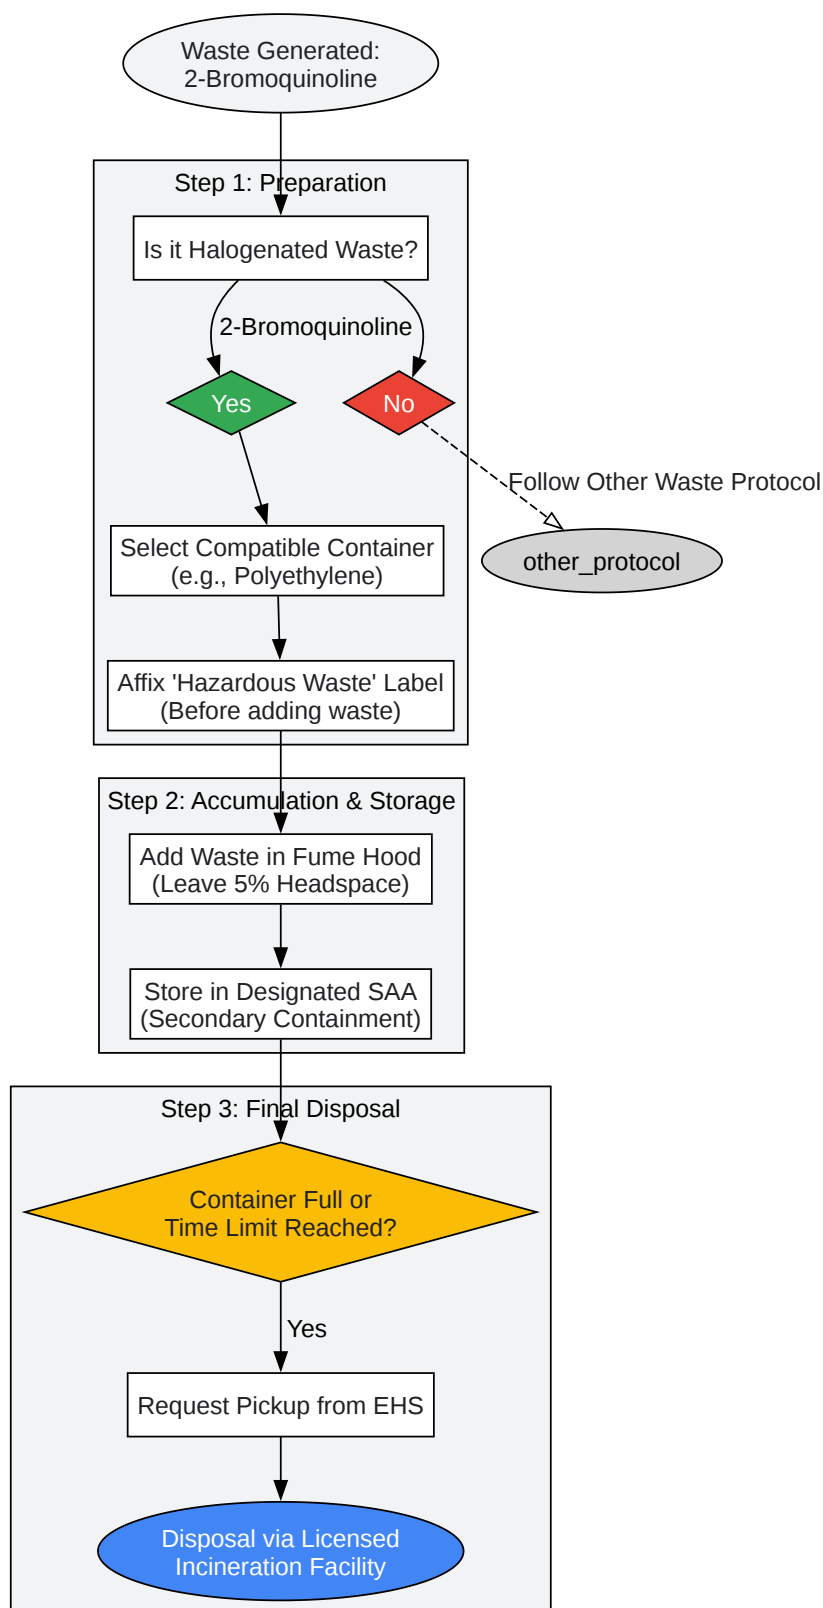 Waste Generated:
2-Bromoquinoline
Step 1: Preparation
Is it Halogenated Waste?
2-Bromoquinoline
Yes
No
Follow Other Waste Protocol
Select Compatible Container
(e.g., Polyethylene)
other_protocol
Affix 'Hazardous Waste' Label
(Before adding waste)
Step 2: Accumulation & Storage
Add Waste in Fume Hood
(Leave 5% Headspace)
Store in Designated SAA
(Secondary Containment)
Step 3: Final Disposal
Container Full or
Time Limit Reached?
Yes
Request Pickup from EHS
Disposal via Licensed
Incineration Facility